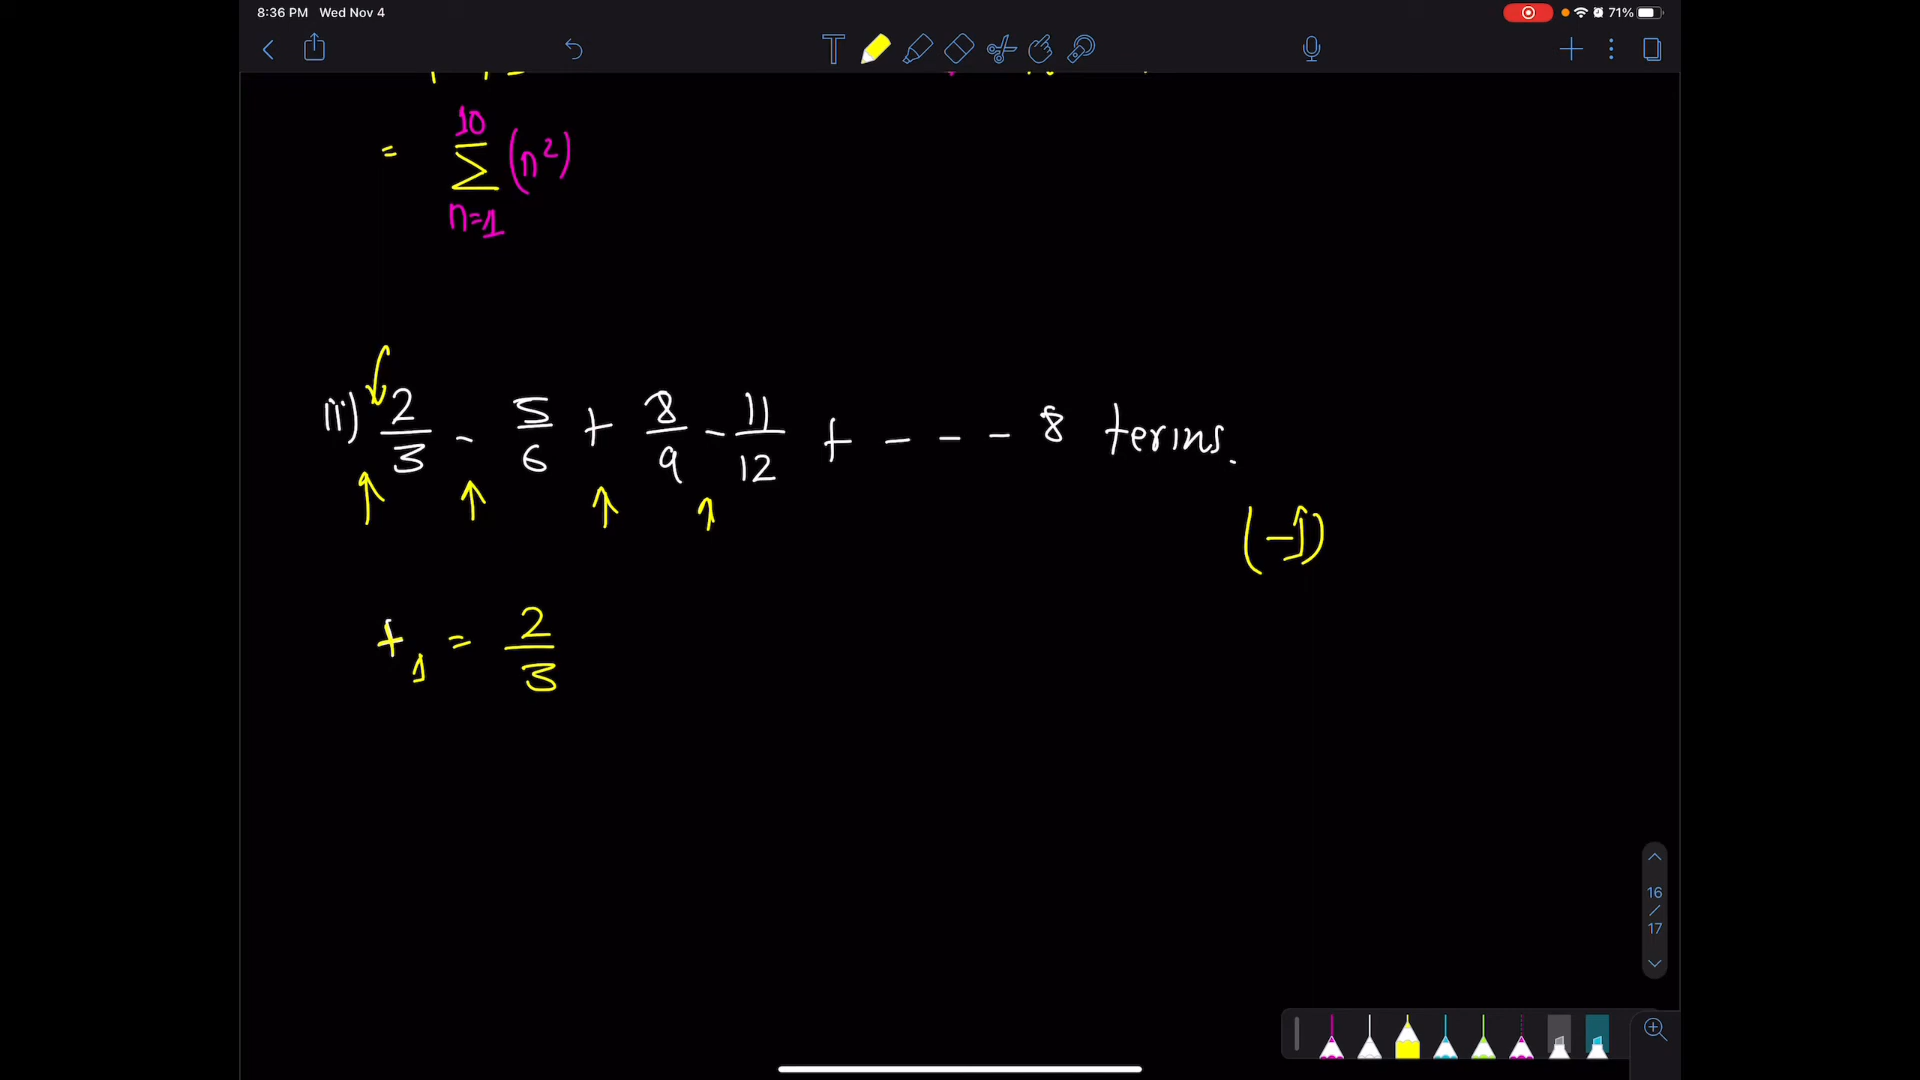 8:36 PM Wed Nov 4
71%
T
10
= Σ (n²)
n=1
ii) 2/3 - 5/6 + 8/9 - 11/12 + - - - 8 terms.
(-1)
t₁ = 2/3
16
/
17